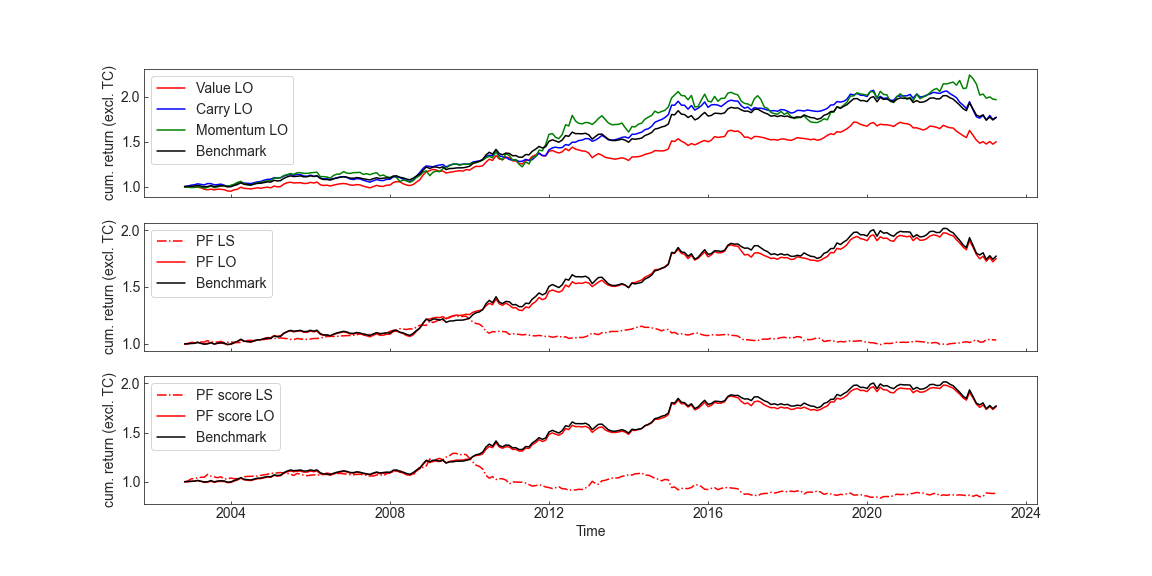 cum. return (excl. TC)
2.0
1.5
1.0
Value LO
Carry LO
Momentum LO
Benchmark
cum. return (excl. TC)
2.0
1.5
1.0
PF LS
PF LO
Benchmark
cum. return (excl. TC)
2.0
1.5
1.0
PF score LS
PF score LO
Benchmark
2004 2008 2012 2016 2020 2024
Time